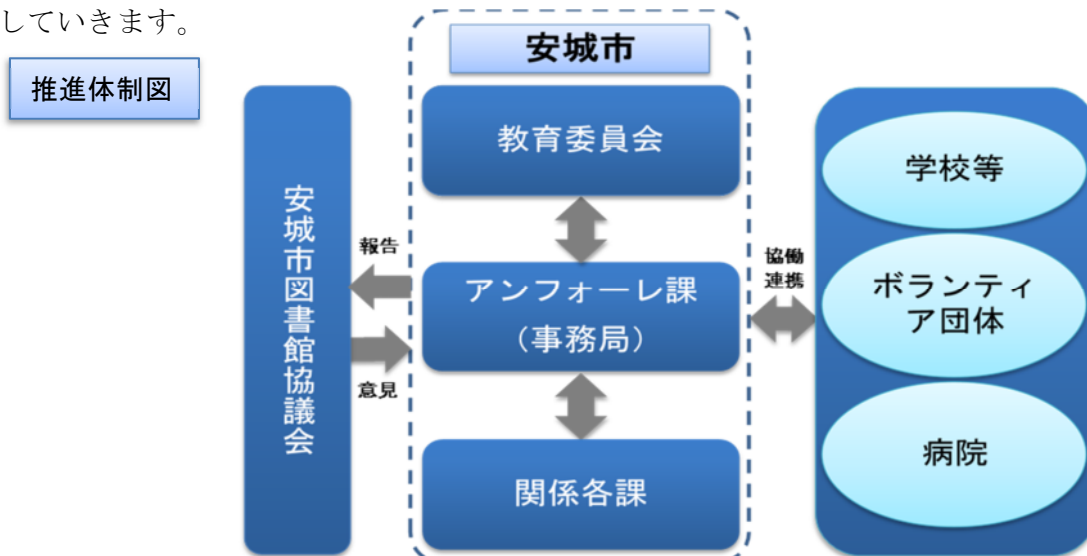 していきます。
推進体制図
安城市
教育委員会
安城市図書館協議会
報告
意見
アンフォーレ課
（事務局）
関係各課
協働
連携
学校等
ボランティ
ア団体
病院